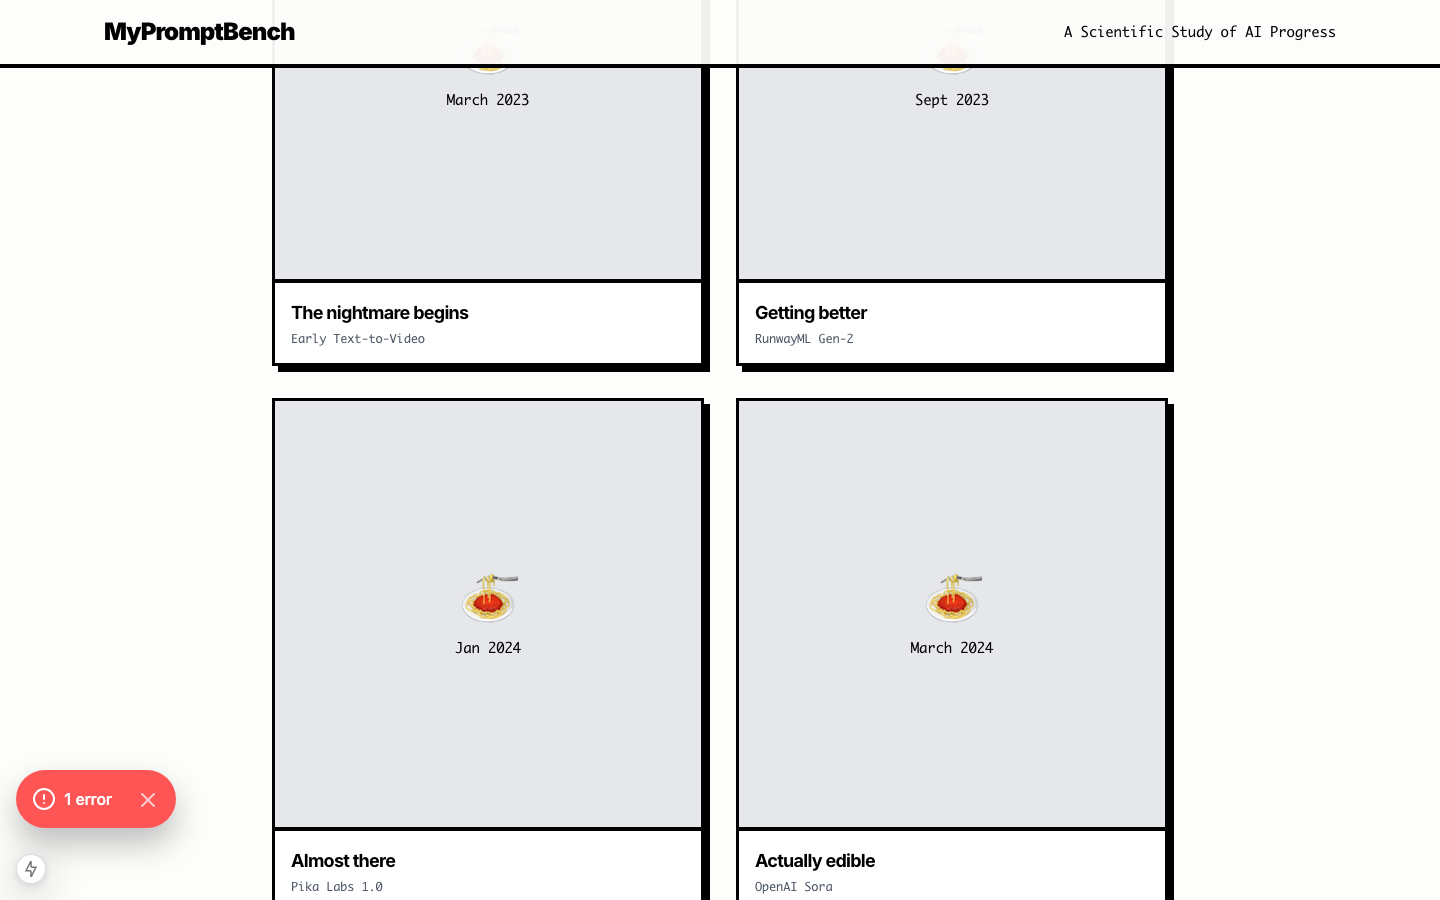 MyPromptBench
A Scientific Study of AI Progress
March 2023
Sept 2023
The nightmare begins
Early Text-to-Video
Getting better
RunwayML Gen-2
Jan 2024
March 2024
Almost there
Pika Labs 1.0
Actually edible
OpenAI Sora
1 error